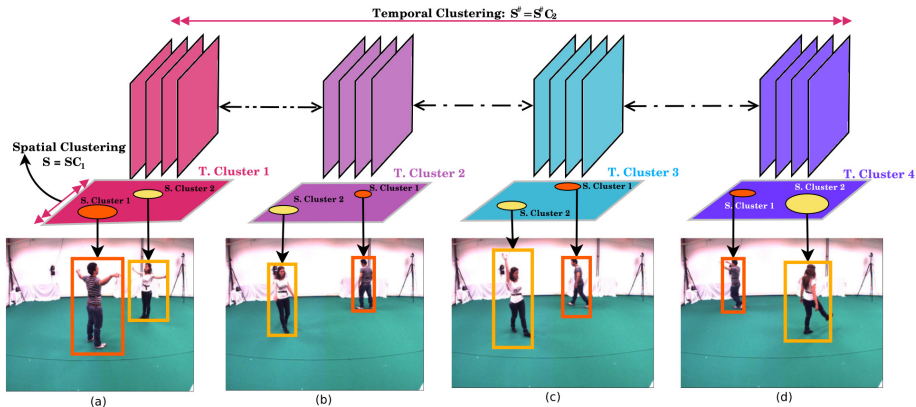 Temporal Clustering: S^# = S^# C₂
Spatial Clustering
S = SC₁
T. Cluster 1
S. Cluster 1
S. Cluster 2
T. Cluster 2
S. Cluster 2
S. Cluster 1
T. Cluster 3
S. Cluster 1
S. Cluster 2
T. Cluster 4
S. Cluster 2
S. Cluster 1
(a)
(b)
(c)
(d)